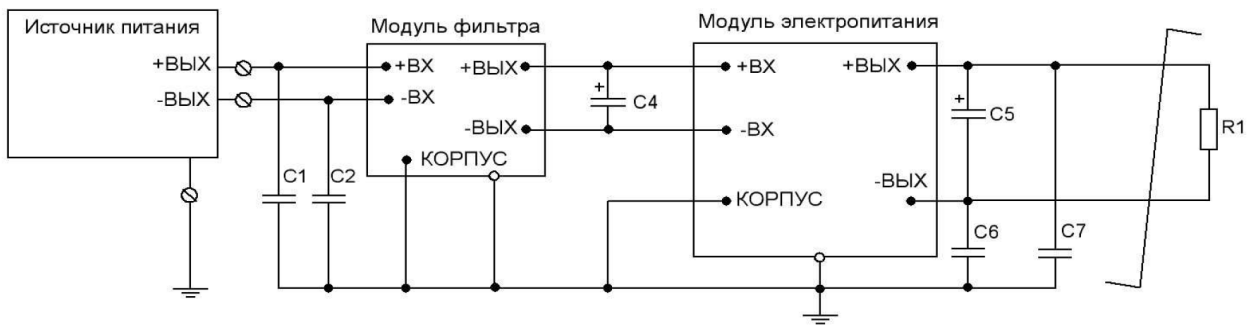 Источник питания
+ВЫХ
-ВЫХ
Модуль фильтра
+ВХ
-ВХ
+ВЫХ
-ВЫХ
КОРПУС
Модуль электропитания
+ВХ
-ВХ
КОРПУС
+ВЫХ
-ВЫХ
C1
C2
+
C4
+
C5
C6
C7
R1